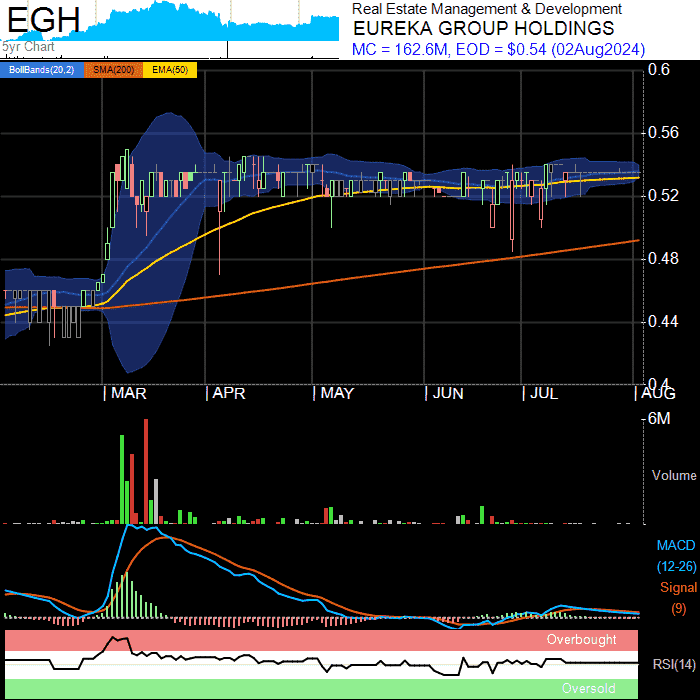 EGH
5yr Chart
Real Estate Management & Development
EUREKA GROUP HOLDINGS
MC = 162.6M, EOD = $0.54 (02Aug2024)
BollBands(20,2) SMA(200) EMA(50)
0.6
0.56
0.52
0.48
0.44
0.4
MAR APR MAY JUN JUL AUG
6M
Volume
MACD
(12-26)
Signal
(9)
Overbought
RSI(14)
Oversold